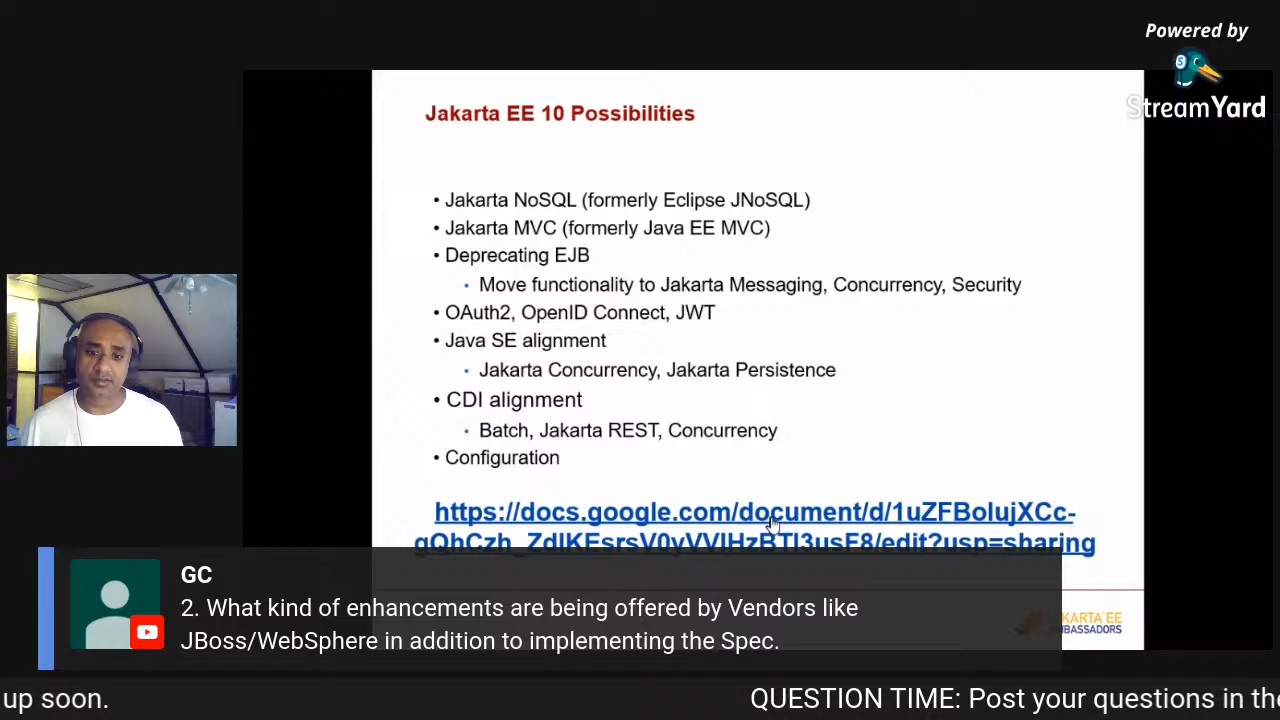 Powered by
StreamYard
Jakarta EE 10 Possibilities
• Jakarta NoSQL (formerly Eclipse JNoSQL)
• Jakarta MVC (formerly Java EE MVC)
• Deprecating EJB
• Move functionality to Jakarta Messaging, Concurrency, Security
• OAuth2, OpenID Connect, JWT
• Java SE alignment
• Jakarta Concurrency, Jakarta Persistence
• CDI alignment
• Batch, Jakarta REST, Concurrency
• Configuration
https://docs.google.com/document/d/1uZFBolujXCc-
GC
2. What kind of enhancements are being offered by Vendors like
JBoss/WebSphere in addition to implementing the Spec.
JAKARTA EE
AMBASSADORS
up soon.
QUESTION TIME: Post your questions in the